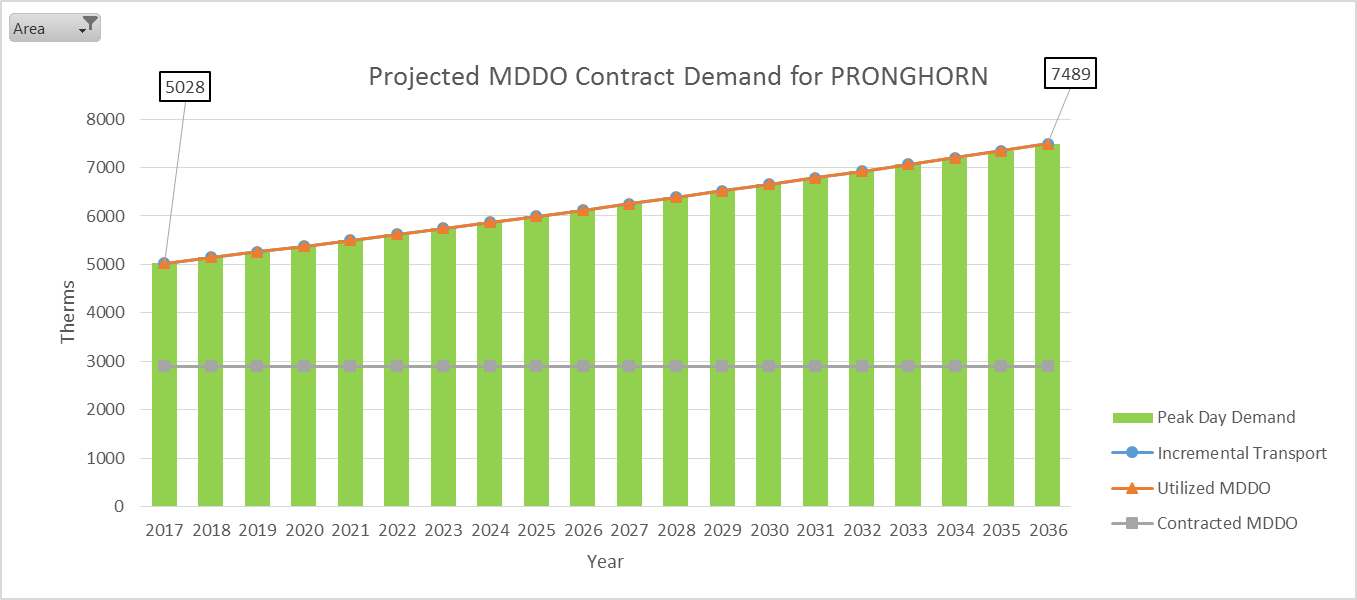 Area
Projected MDDO Contract Demand for PRONGHORN
5028
7489
8000
7000
6000
5000
4000
3000
2000
1000
0
Therms
2017 2018 2019 2020 2021 2022 2023 2024 2025 2026 2027 2028 2029 2030 2031 2032 2033 2034 2035 2036
Year
Peak Day Demand
Incremental Transport
Utilized MDDO
Contracted MDDO